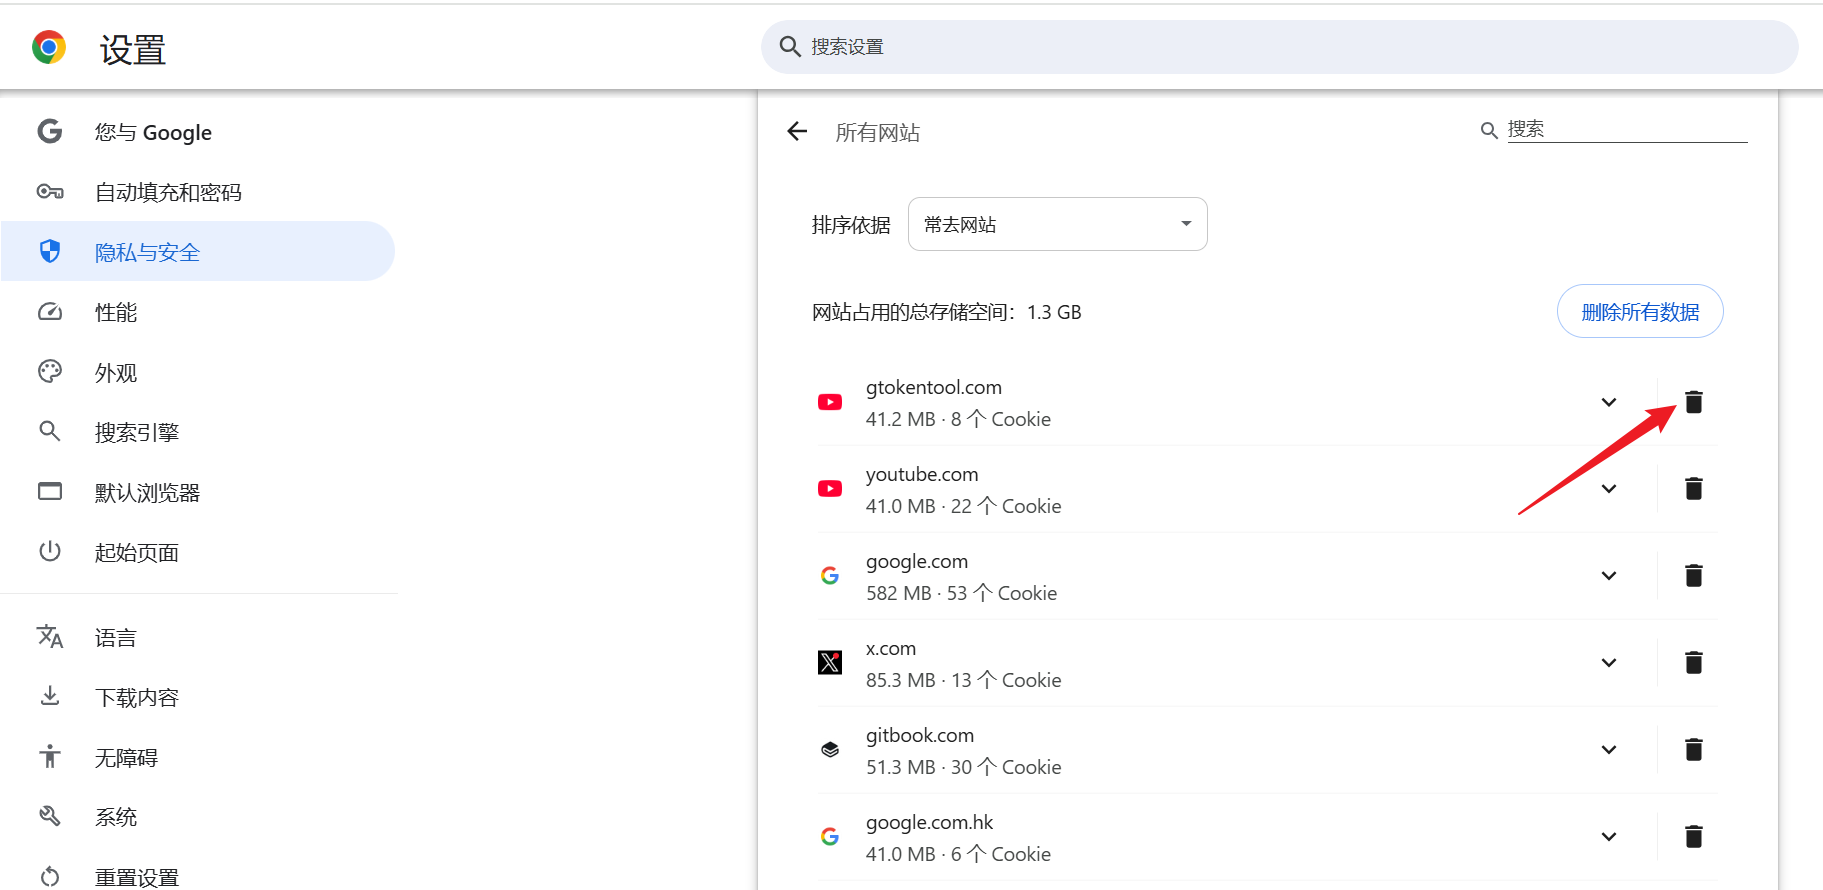 设置
搜索设置
您与 Google
自动填充和密码
隐私与安全
性能
外观
搜索引擎
默认浏览器
起始页面
语言
下载内容
无障碍
系统
重置设置
所有网站
搜索
排序依据
常去网站
网站占用的总存储空间：1.3 GB
删除所有数据
gtokentool.com
41.2 MB · 8 个 Cookie
youtube.com
41.0 MB · 22 个 Cookie
google.com
582 MB · 53 个 Cookie
x.com
85.3 MB · 13 个 Cookie
gitbook.com
51.3 MB · 30 个 Cookie
google.com.hk
41.0 MB · 6 个 Cookie